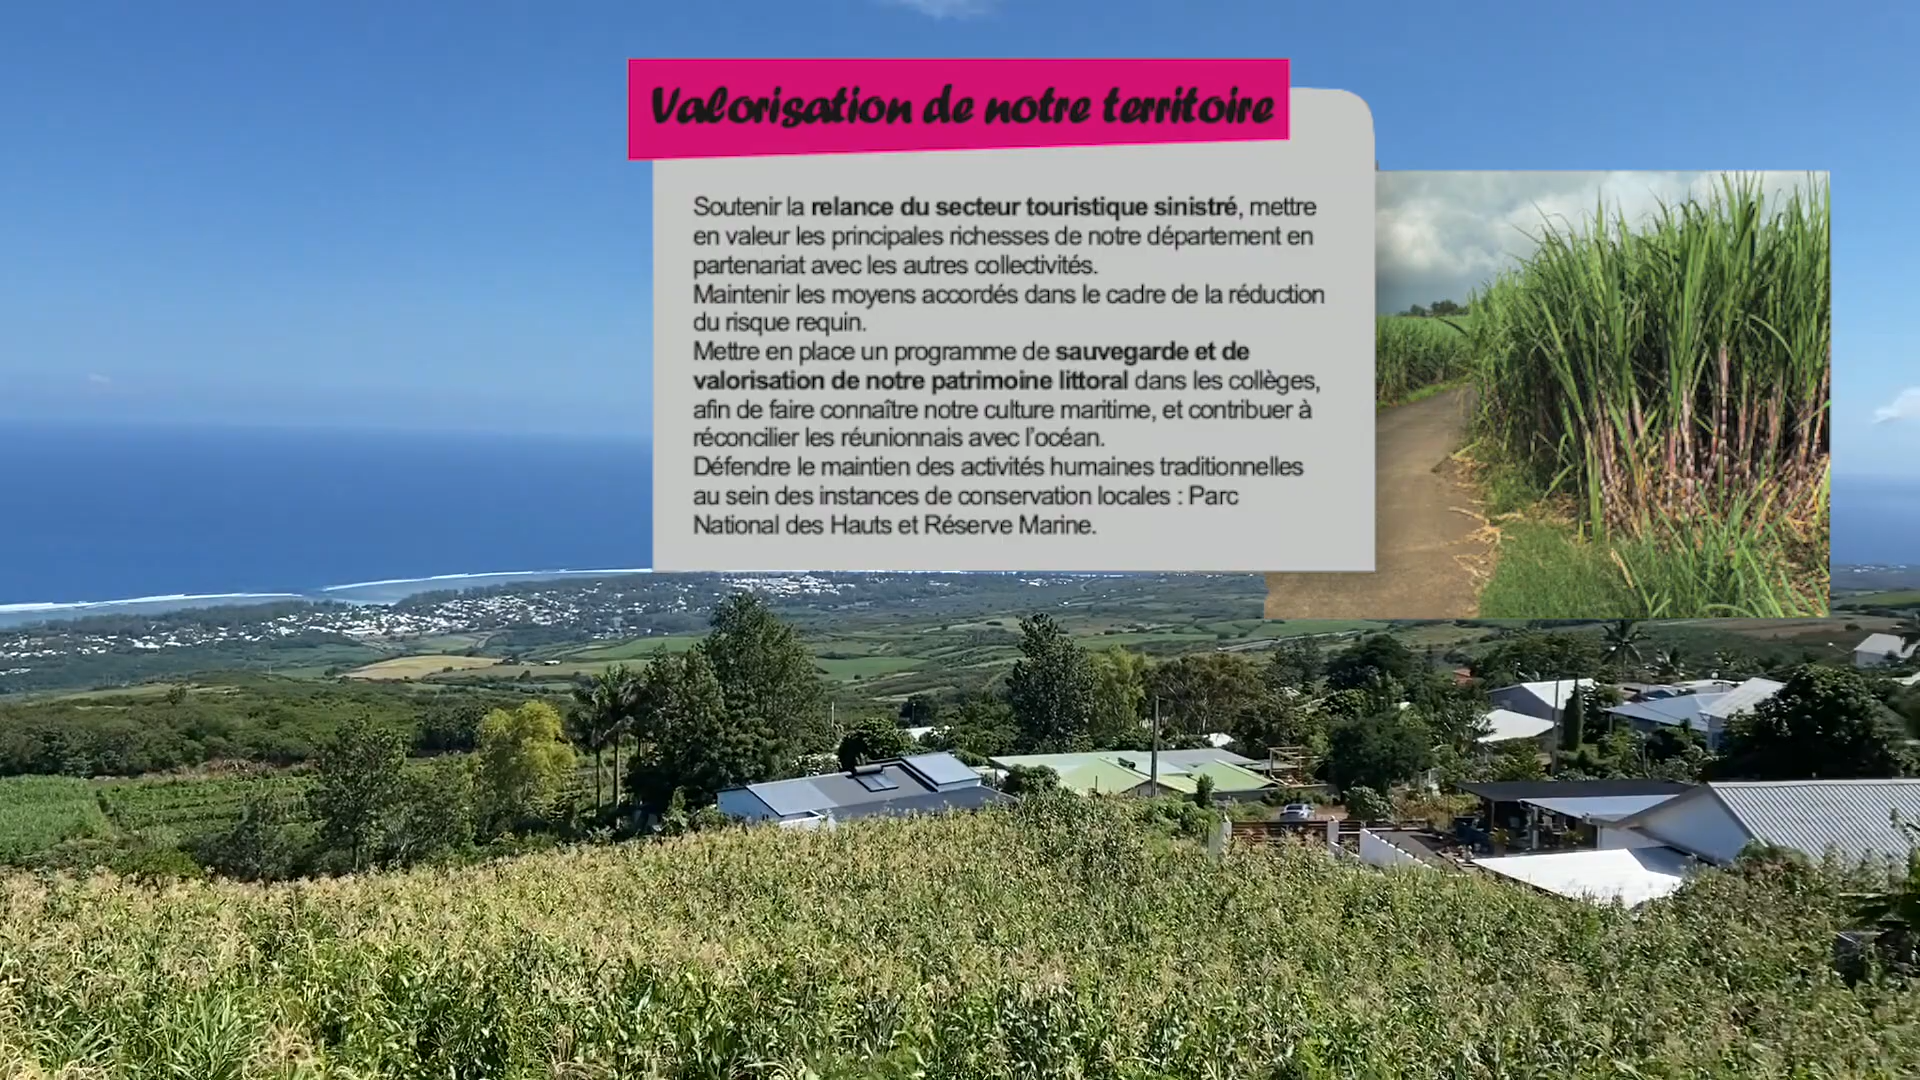 Valorisation de notre territoire
Soutenir la relance du secteur touristique sinistré, mettre
en valeur les principales richesses de notre département en
partenariat avec les autres collectivités.
Maintenir les moyens accordés dans le cadre de la réduction
du risque requin.
Mettre en place un programme de sauvegarde et de
valorisation de notre patrimoine littoral dans les collèges,
afin de faire connaître notre culture maritime, et contribuer à
réconcilier les réunionnais avec l'océan.
Défendre le maintien des activités humaines traditionnelles
au sein des instances de conservation locales : Parc
National des Hauts et Réserve Marine.